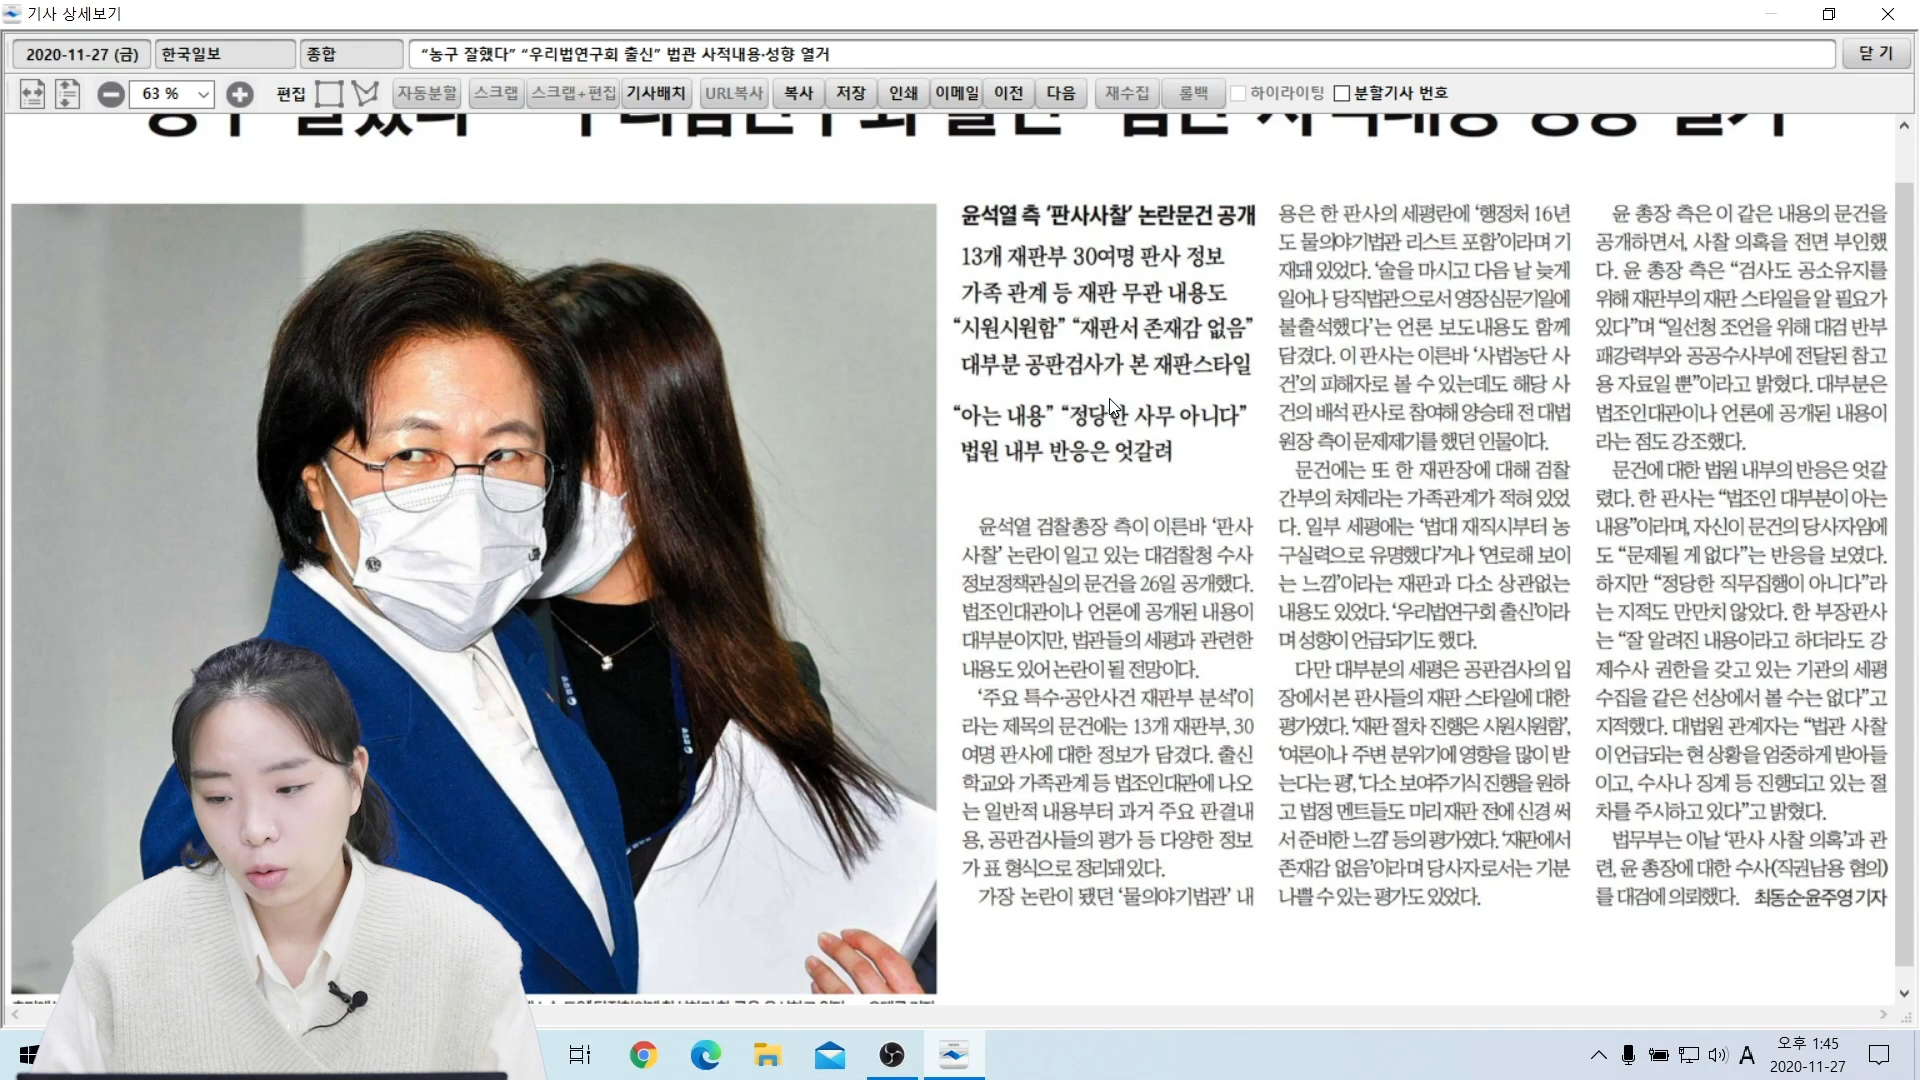 기사 상세보기
2020-11-27 (금) 한국일보 종합 “농구 잘했다” “우리법연구회 출신” 법관 사적내용·성향 열거 닫 기
63 % 편집 자동분할 스크랩 스크랩+편집 기사배치 URL복사 복사 저장 인쇄 이메일 이전 다음 재수집 롤백 하이라이팅 분할기사 번호
윤석열 측 ‘판사사찰’ 논란문건 공개
13개 재판부 30여명 판사 정보
가족 관계 등 재판 무관 내용도
“시원시원함” “재판서 존재감 없음”
대부분 공판검사가 본 재판스타일
“아는 내용” “정당한 사무 아니다”
법원 내부 반응은 엇갈려
윤석열 검찰총장 측이 이른바 ‘판사
사찰’ 논란이 일고 있는 대검찰청 수사
정보정책관실의 문건을 26일 공개했다.
법조인대관이나 언론에 공개된 내용이
대부분이지만, 법관들의 세평과 관련한
내용도 있어 논란이 될 전망이다.
‘주요 특수·공안사건 재판부 분석’이
라는 제목의 문건에는 13개 재판부, 30
여명 판사에 대한 정보가 담겼다. 출신
학교와 가족관계 등 법조인대관에 나오
는 일반적 내용부터 과거 주요 판결내
용, 공판검사들의 평가 등 다양한 정보
가 표 형식으로 정리돼 있다.
가장 논란이 됐던 ‘물의야기법관’ 내
용은 한 판사의 세평란에 ‘행정처 16년
도 물의야기법관 리스트 포함’이라며 기
재돼 있었다. ‘술을 마시고 다음 날 늦게
일어나 당직법관으로서 영장심문기일에
불출석했다’는 언론 보도내용도 함께
담겼다. 이 판사는 이른바 ‘사법농단 사
건’의 피해자로 볼 수 있는데도 해당 사
건의 배석 판사로 참여해 양승태 전 대법
원장 측이 문제제기를 했던 인물이다.
문건에는 또 한 재판장에 대해 검찰
간부의 처제라는 가족관계가 적혀 있었
다. 일부 세평에는 ‘법대 재직시부터 농
구실력으로 유명했다’거나 ‘연로해 보이
는 느낌’이라는 재판과 다소 상관없는
내용도 있었다. ‘우리법연구회 출신’이라
며 성향이 언급되기도 했다.
다만 대부분의 세평은 공판검사의 입
장에서 본 판사들의 재판 스타일에 대한
평가였다. ‘재판 절차 진행은 시원시원함’,
‘여론이나 주변 분위기에 영향을 많이 받
는다는 평’, ‘다소 보여주기식 진행을 원하
고 법정 멘트들도 미리 재판 전에 신경 써
서 준비한 느낌’ 등의 평가였다. ‘재판에서
존재감 없음’이라며 당사자로서는 기분
나쁠 수 있는 평가도 있었다.
윤 총장 측은 이 같은 내용의 문건을
공개하면서, 사찰 의혹을 전면 부인했
다. 윤 총장 측은 “검사도 공소유지를
위해 재판부의 재판 스타일을 알 필요가
있다”며 “일선청 조언을 위해 대검 반부
패강력부와 공공수사부에 전달된 참고
용 자료일 뿐”이라고 밝혔다. 대부분은
법조인대관이나 언론에 공개된 내용이
라는 점도 강조했다.
문건에 대한 법원 내부의 반응은 엇갈
렸다. 한 판사는 “법조인 대부분이 아는
내용”이라며, 자신이 문건의 당사자임에
도 “문제될 게 없다”는 반응을 보였다.
하지만 “정당한 직무집행이 아니다”라
는 지적도 만만치 않았다. 한 부장판사
는 “잘 알려진 내용이라고 하더라도 강
제수사 권한을 갖고 있는 기관의 세평
수집을 같은 선상에서 볼 수는 없다”고
지적했다. 대법원 관계자는 “법관 사찰
이 언급되는 현 상황을 엄중하게 받아들
이고, 수사나 징계 등 진행되고 있는 절
차를 주시하고 있다”고 밝혔다.
법무부는 이날 ‘판사 사찰 의혹’과 관
련, 윤 총장에 대한 수사(직권남용 혐의)
를 대검에 의뢰했다. 최동순·윤주영 기자
A 오후 1:45
2020-11-27